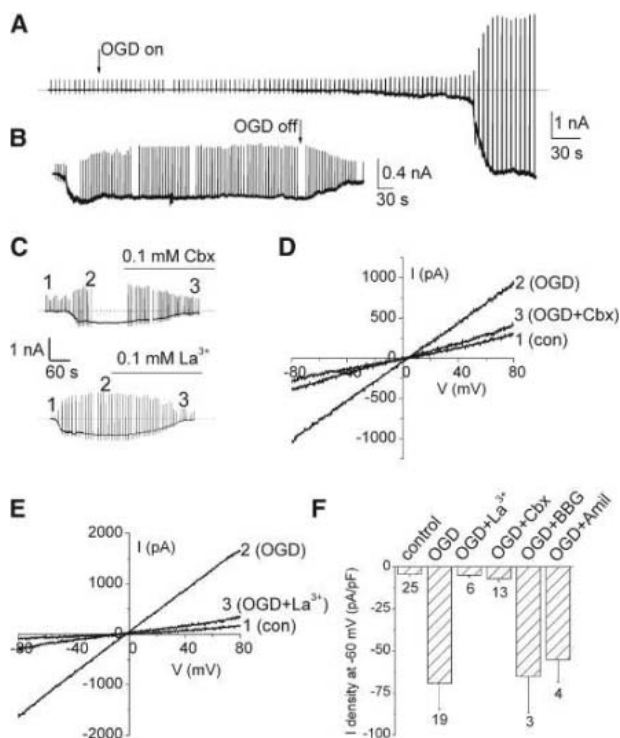 A
OGD on
1 nA
30 s
B
OGD off
0.4 nA
30 s
C
0.1 mM Cbx
1 2 3
1 nA
60 s
0.1 mM La³⁺
1 2 3
D
I (pA)
1000
500
-500
-1000
-80 -40 0 40 80
V (mV)
2 (OGD)
3 (OGD+Cbx)
1 (con)
E
2000
I (pA)
1000
-1000
-2000
-80 -40 0 40 80
V (mV)
2 (OGD)
3 (OGD+La³⁺)
1 (con)
F
control
OGD
OGD+La³⁺
OGD+Cbx
OGD+BBG
OGD+Amil
I density at -60 mV (pA/pF)
0
-25
-50
-75
-100
25 19 6 13 3 4